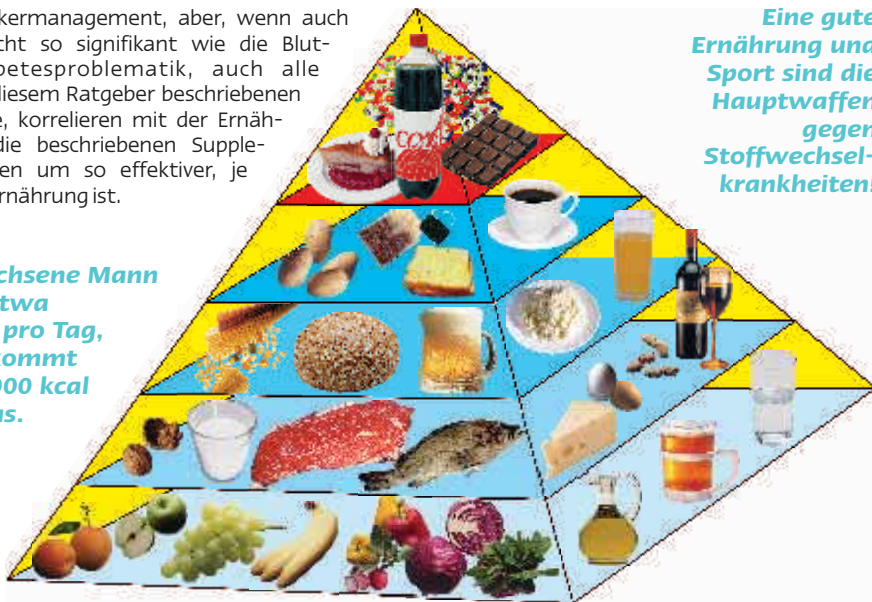 kermanagement, aber, wenn auch
cht so signifikant wie die Blut-
betesproblematik, auch alle
diesem Ratgeber beschriebenen
e, korrelieren mit der Ernäh-
die beschriebenen Supple-
en um so effektiver, je
rnährung ist.
chsene Mann
twa
pro Tag,
kommt
000 kcal
us.
Eine gute
Ernährung und
Sport sind die
Hauptwaffen
gegen
Stoffwechsel-
krankheiten!